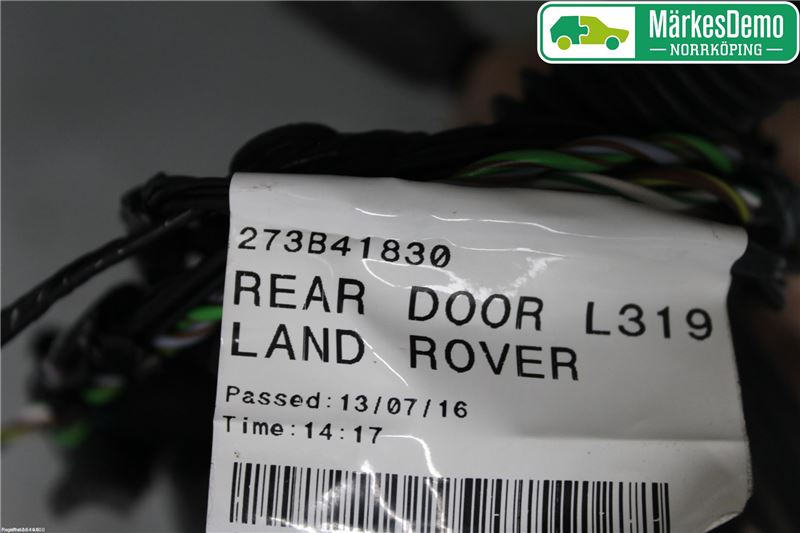 MärkesDemo
NORRKÖPING
273B41830
REAR DOOR L319
LAND ROVER
Passed:13/07/16
Time:14:17